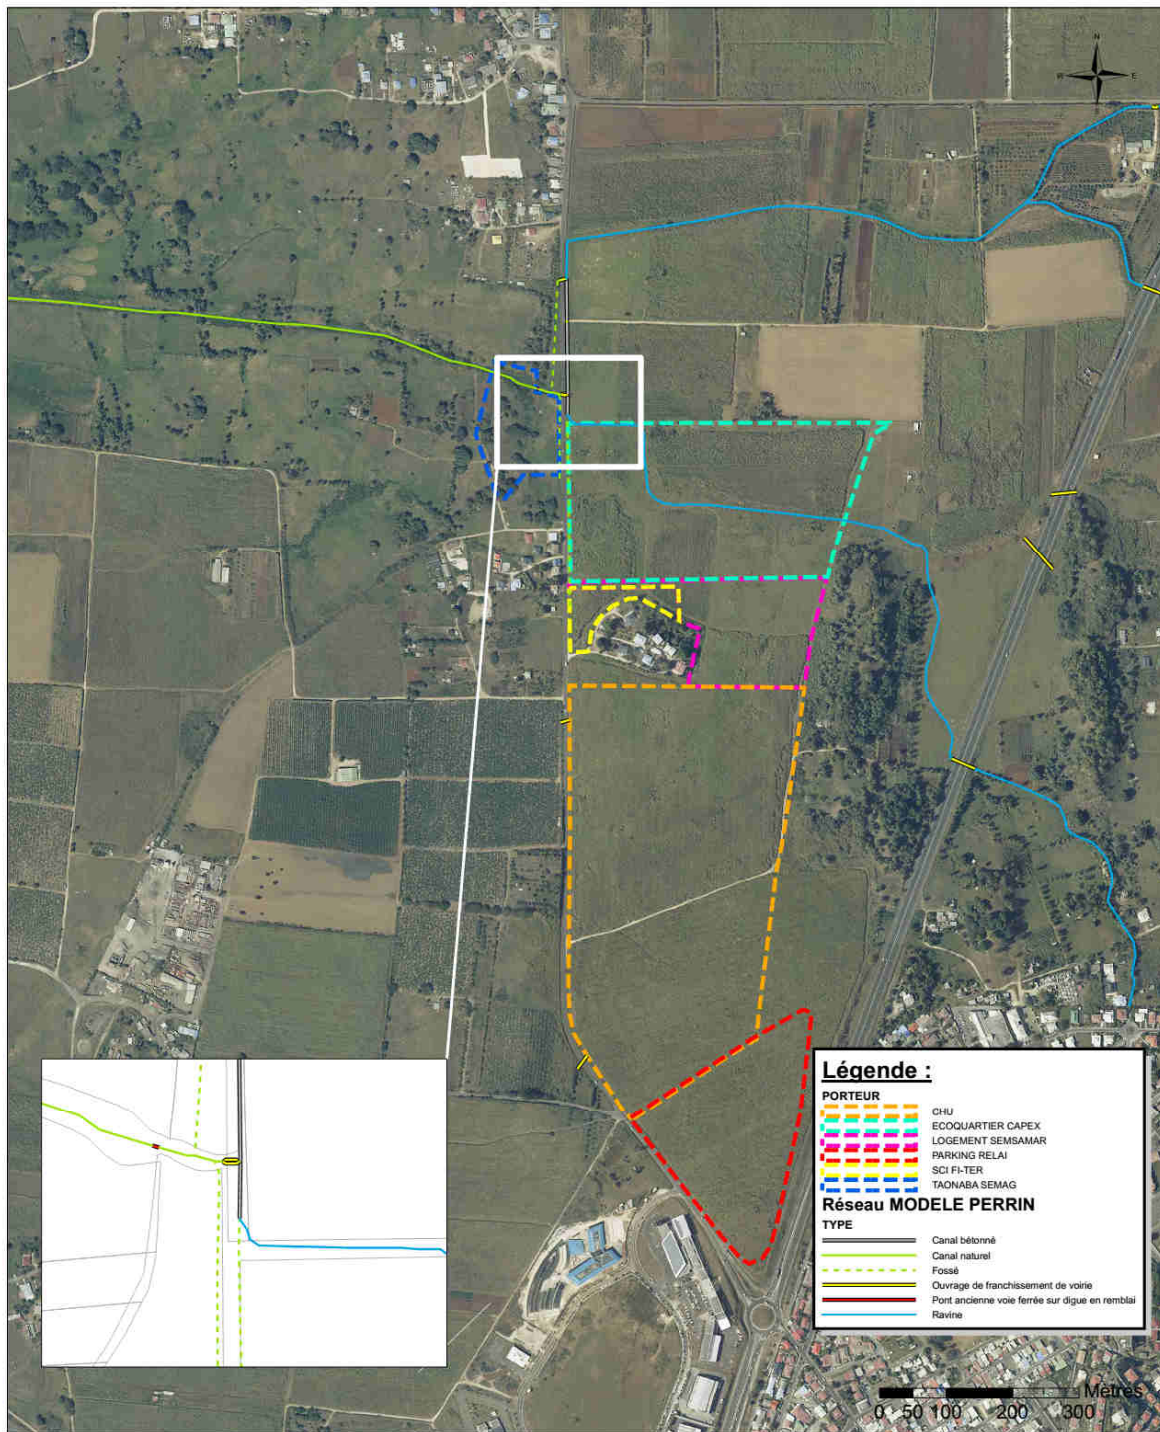 N
R E
Légende :
PORTEUR
CHU
ECOQUARTIER CAPEX
LOGEMENT SEMSAMAR
PARKING RELAI
SCI FI-TER
TAONABA SEMAG
Réseau MODELE PERRIN
TYPE
Canal bétonné
Canal naturel
Fossé
Ouvrage de franchissement de voirie
Pont ancienne voie ferrée sur digue en remblai
Ravine
Mètres
0 50 100 200 300